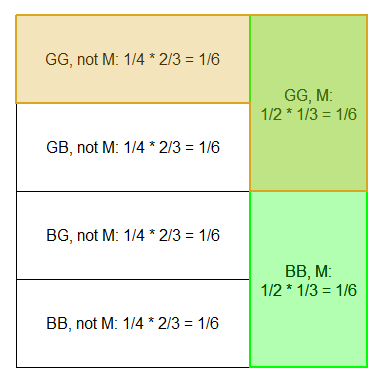 GG, not M: 1/4 * 2/3 = 1/6
GG, M:
1/2 * 1/3 = 1/6
GB, not M: 1/4 * 2/3 = 1/6
BG, not M: 1/4 * 2/3 = 1/6
BB, M:
1/2 * 1/3 = 1/6
BB, not M: 1/4 * 2/3 = 1/6